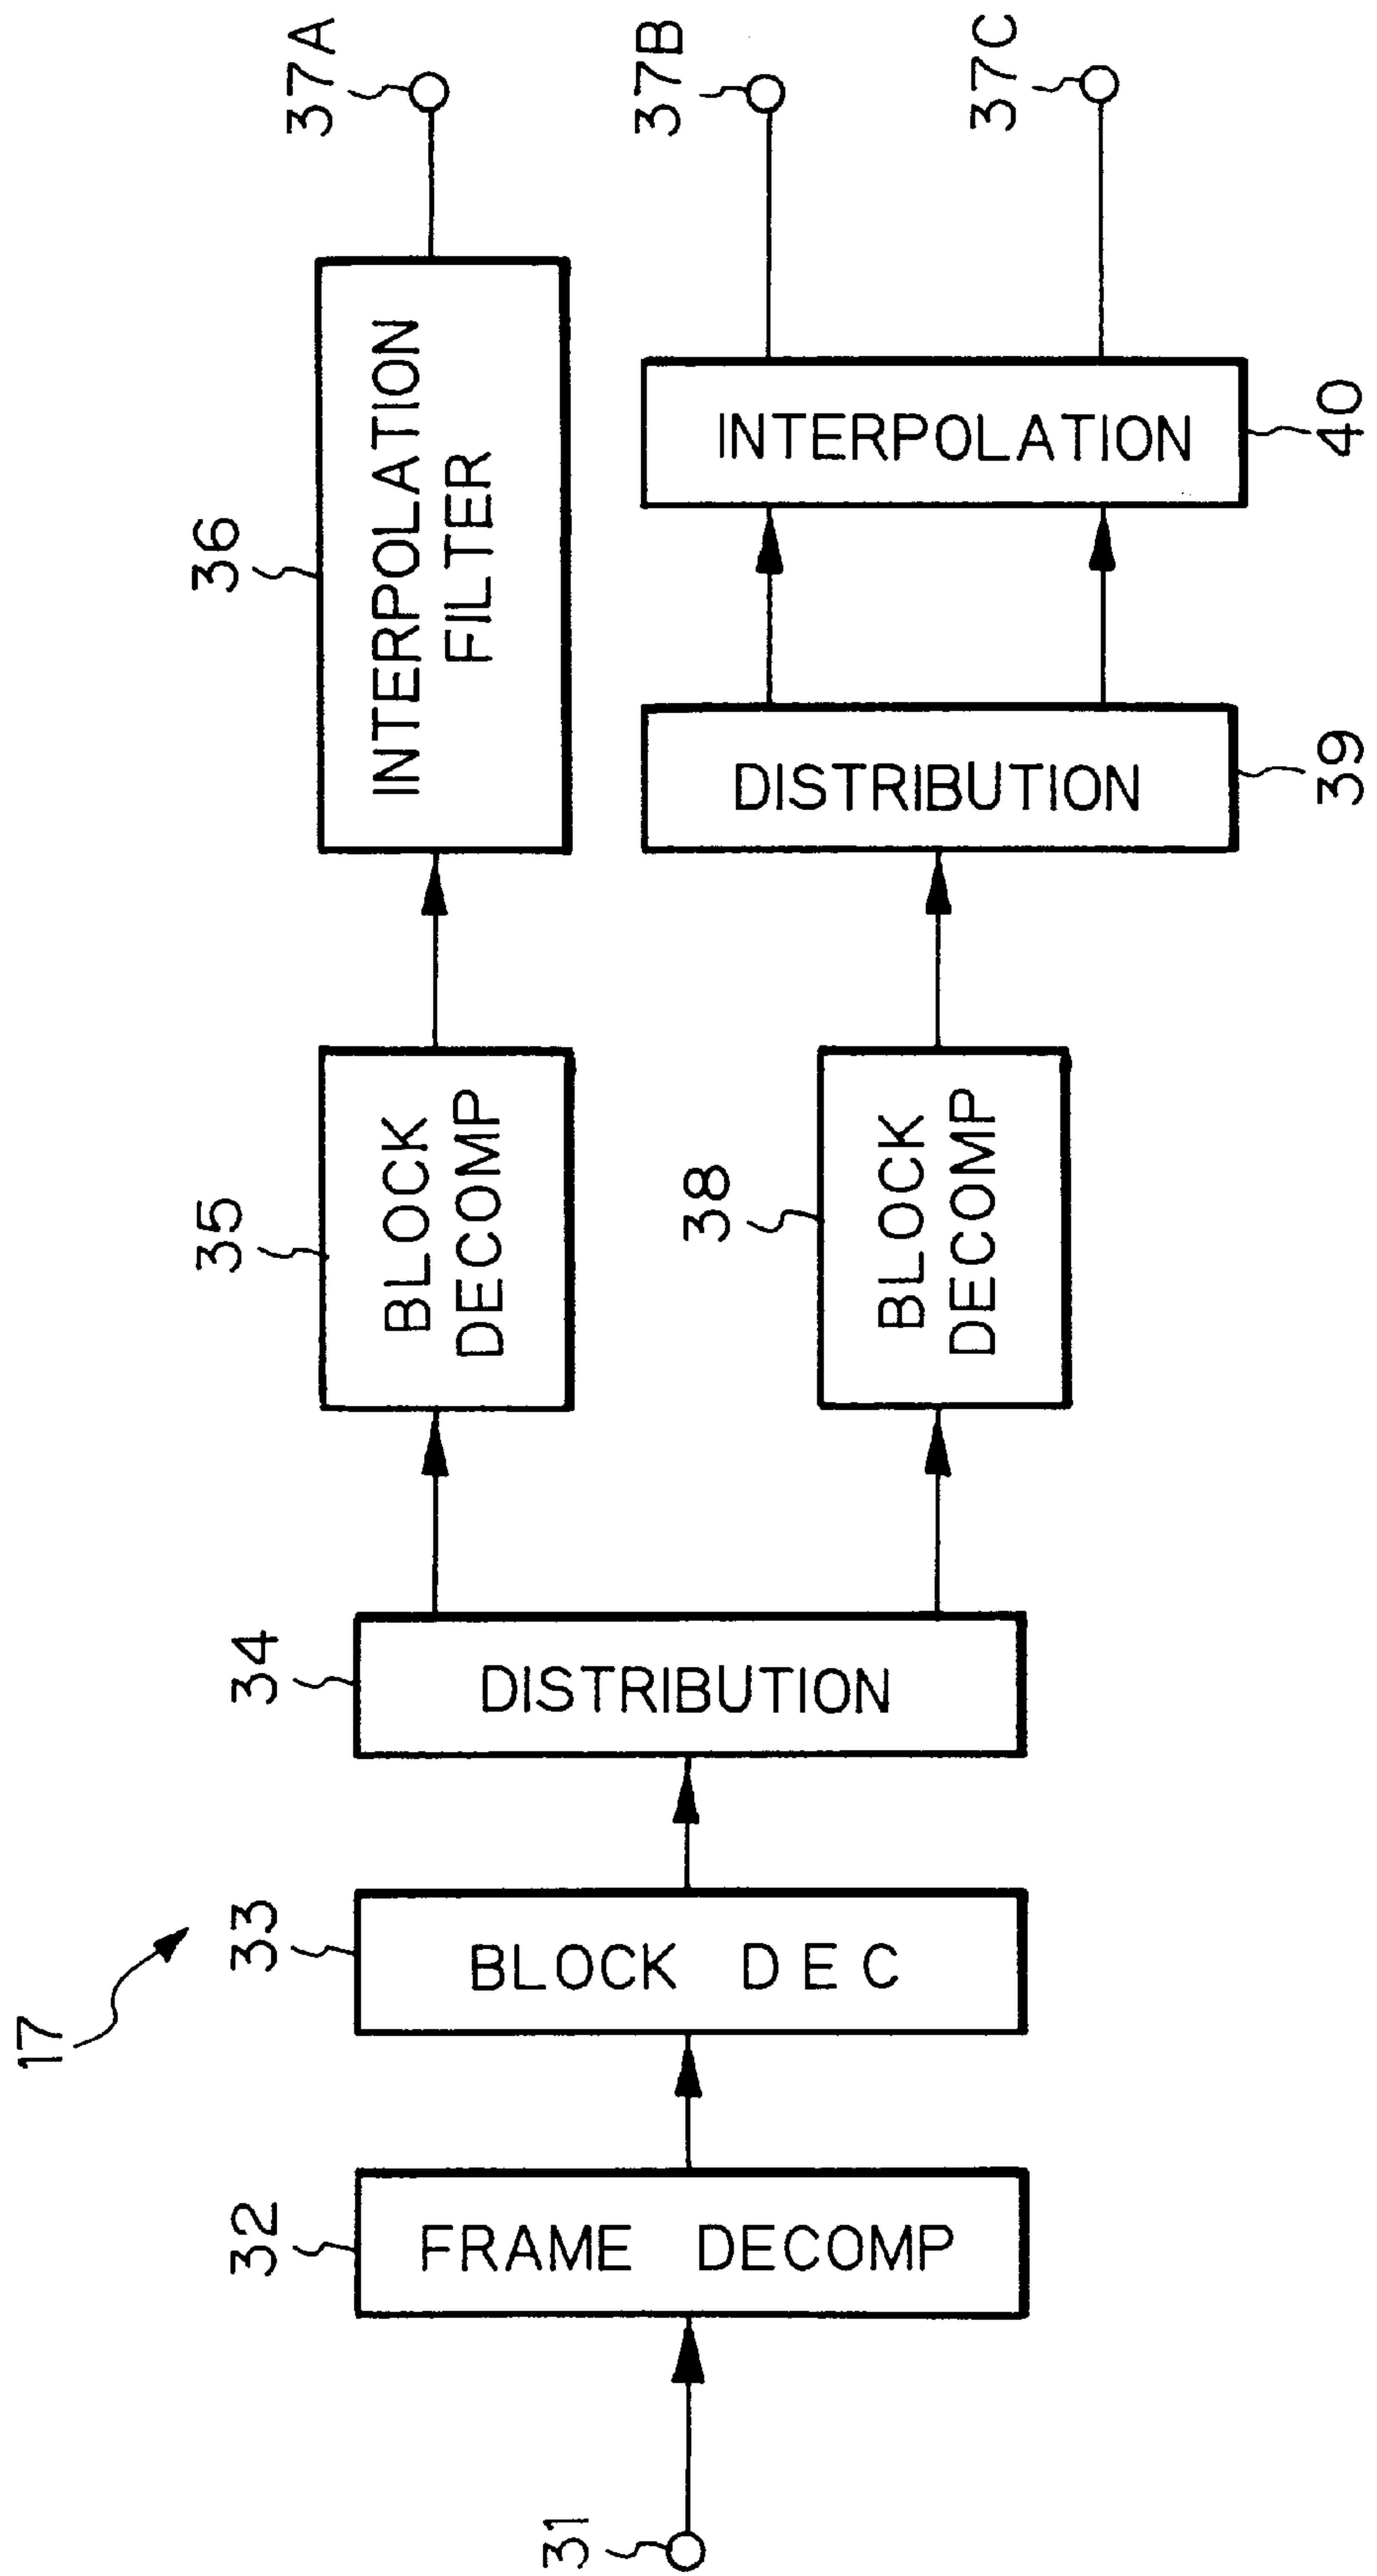 17
31
32
FRAME DECOMP
33
BLOCK DEC
34
DISTRIBUTION
35
BLOCK
DECOMP
36
INTERPOLATION
FILTER
37A
38
BLOCK
DECOMP
39
DISTRIBUTION
40
INTERPOLATION
37B
37C